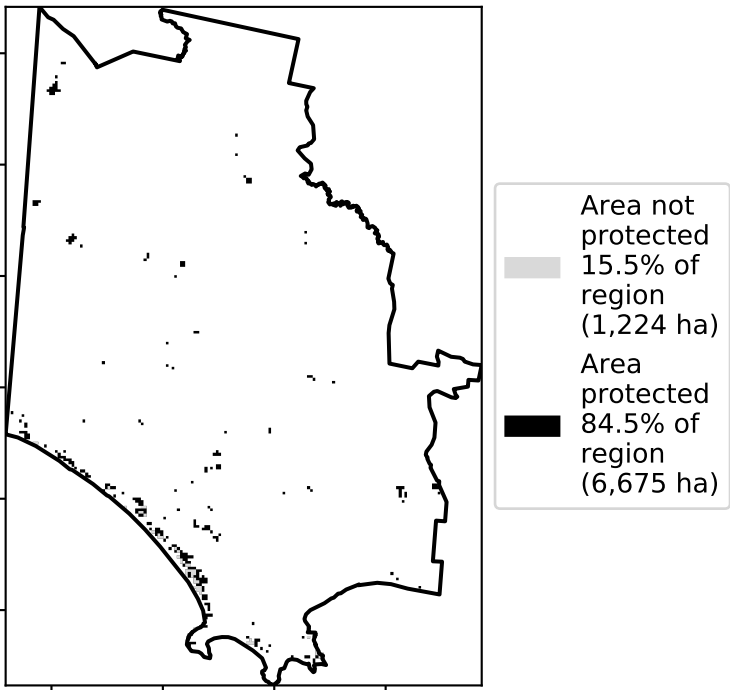 Area not
protected
15.5% of
region
(1,224 ha)
Area
protected
84.5% of
region
(6,675 ha)